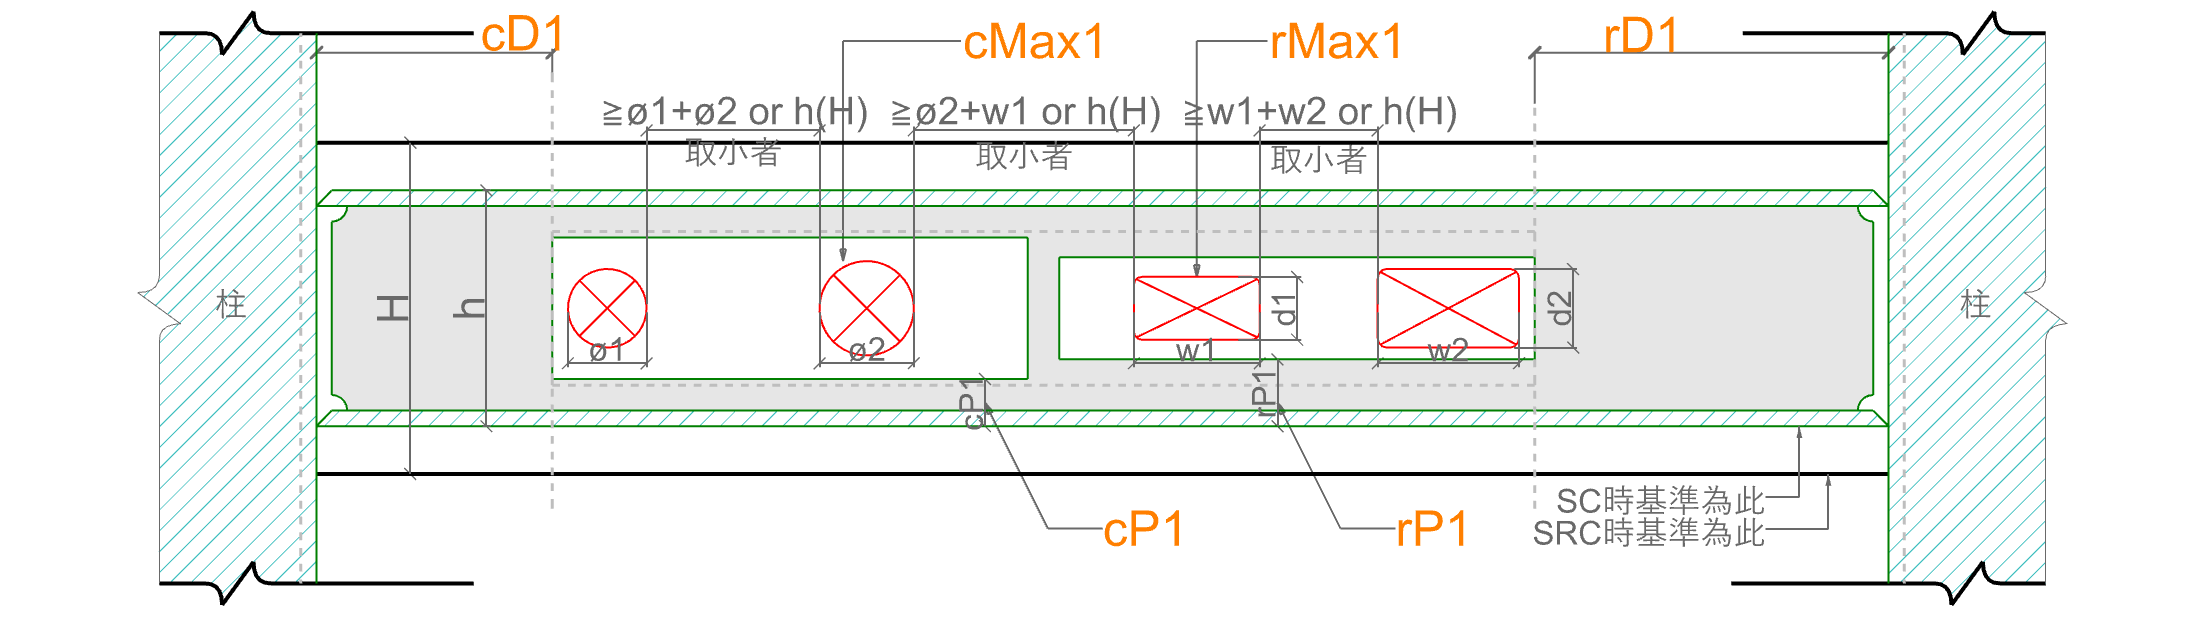 cD1
cMax1
rMax1
rD1
≧ø1+ø2 or h(H)
取小者
≧ø2+w1 or h(H)
取小者
≧w1+w2 or h(H)
取小者
柱
H
h
ø1
ø2
w1
d1
w2
d2
柱
cP1
rP1
cP1
rP1
SC時基準為此
SRC時基準為此